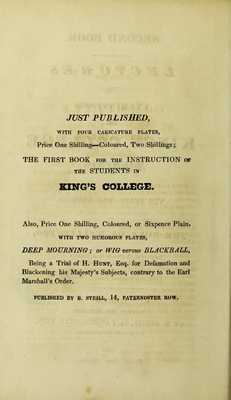 JUST PUBLISHED,
WITH FOUR CARICATURE PLATES,
Price One Shilling—Coloured, Two Shillings;
THE FIRST BOOK FOR THE INSTRUCTION OF
THE STUDENTS IN
KING'S COLLEGE.
Also, Price One Shilling, Coloured, or Sixpence Plain.
WITH TWO HUMOROUS PLATES,
DEEP MOURNING; or WIG versus BLACKBALL,
Being a Trial of H. HUNT, Esq. for Defamation and
Blackening his Majesty's Subjects, contrary to the Earl
Marshall's Order.
PUBLISHED BY B. STEILL, 14, PATERNOSTER ROW.